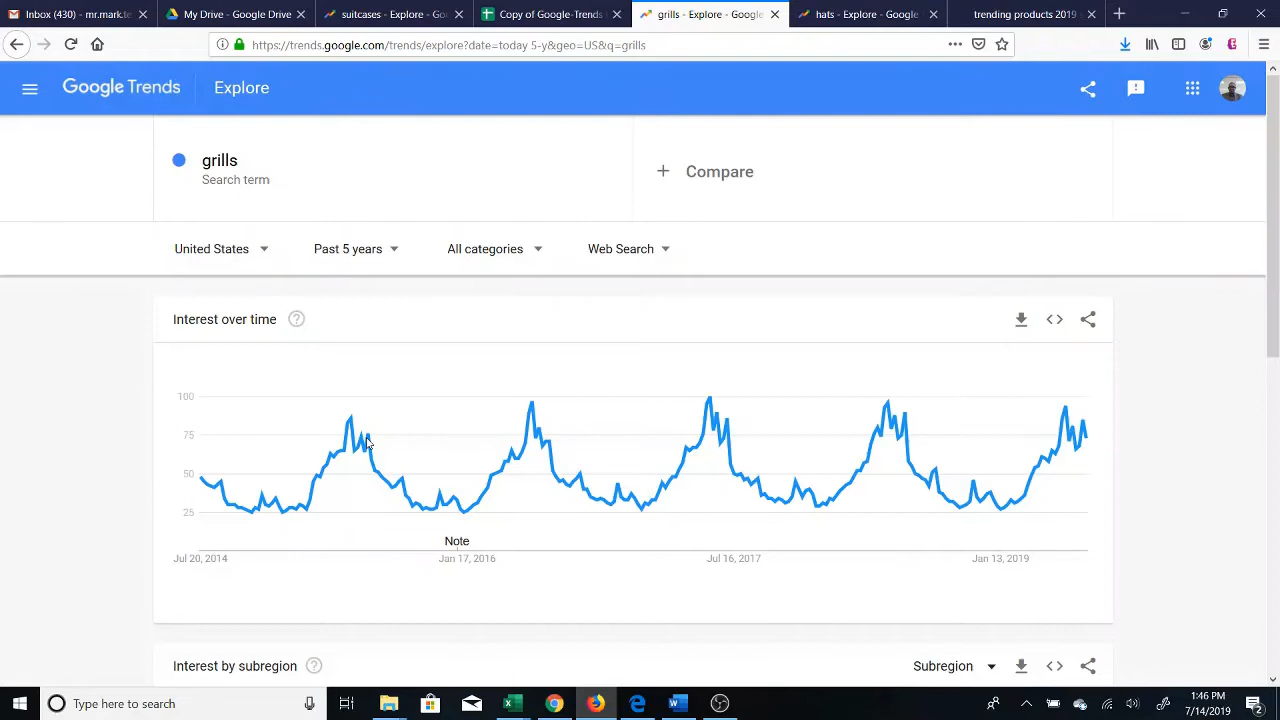 Inbox (430) - mr.mark.te
My Drive - Google Drive
suitcases - Explore - Goo
Copy of Google-Trends
grills - Explore - Google
hats - Explore - Google
trending products 2019
https://trends.google.com/trends/explore?date=today 5-y&geo=US&q=grills
Google Trends
Explore
grills
Search term
+ Compare
United States
Past 5 years
All categories
Web Search
Interest over time
100
75
50
25
Note
Jul 20, 2014
Jan 17, 2016
Jul 16, 2017
Jan 13, 2019
Interest by subregion
Subregion
Type here to search
1:46 PM
7/14/2019
2